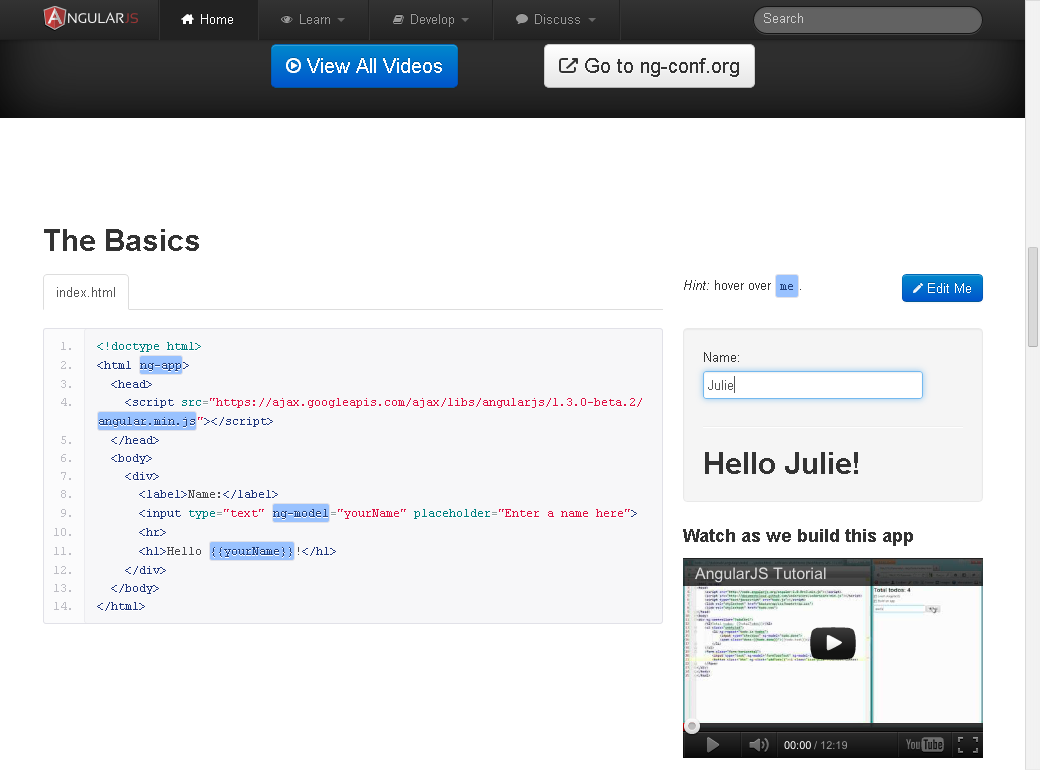 ANGULARJS Home Learn Develop Discuss Search
View All Videos Go to ng-conf.org
The Basics
index.html
Hint: hover over me.
Edit Me
1. <!doctype html>
2. <html ng-app>
3. <head>
4. <script src="https://ajax.googleapis.com/ajax/libs/angularjs/1.3.0-beta.2/
angular.min.js"></script>
5. </head>
6. <body>
7. <div>
8. <label>Name:</label>
9. <input type="text" ng-model="yourName" placeholder="Enter a name here">
10. <hr>
11. <h1>Hello {{yourName}}!</h1>
12. </div>
13. </body>
14. </html>
Name:
Julie
Hello Julie!
Watch as we build this app
AngularJS Tutorial
Total todos: 4
00:00 / 12:19 YouTube